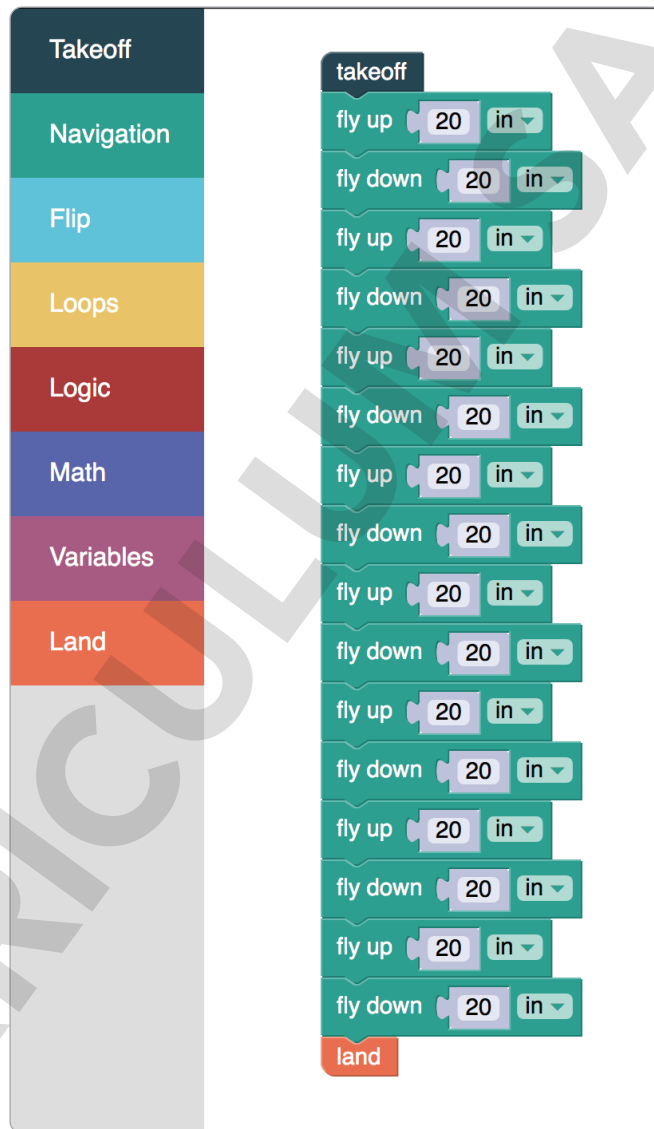 Takeoff
Navigation
Flip
Loops
Logic
Math
Variables
Land
takeoff
fly up 20 in
fly down 20 in
fly up 20 in
fly down 20 in
fly up 20 in
fly down 20 in
fly up 20 in
fly down 20 in
fly up 20 in
fly down 20 in
fly up 20 in
fly down 20 in
fly up 20 in
fly down 20 in
fly up 20 in
fly down 20 in
land
RICULUM SA